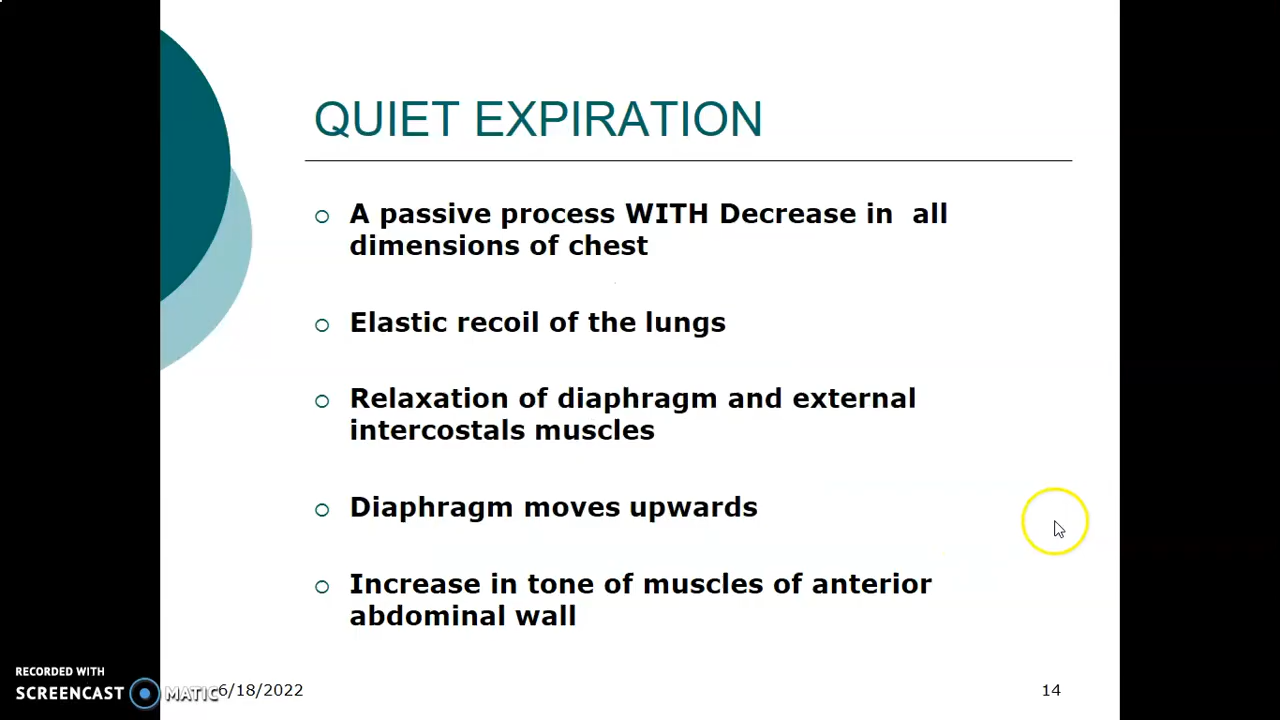 QUIET EXPIRATION
A passive process WITH Decrease in all
dimensions of chest
Elastic recoil of the lungs
Relaxation of diaphragm and external
intercostals muscles
Diaphragm moves upwards
Increase in tone of muscles of anterior
abdominal wall
RECORDED WITH
SCREENCAST MATIC
6/18/2022
14